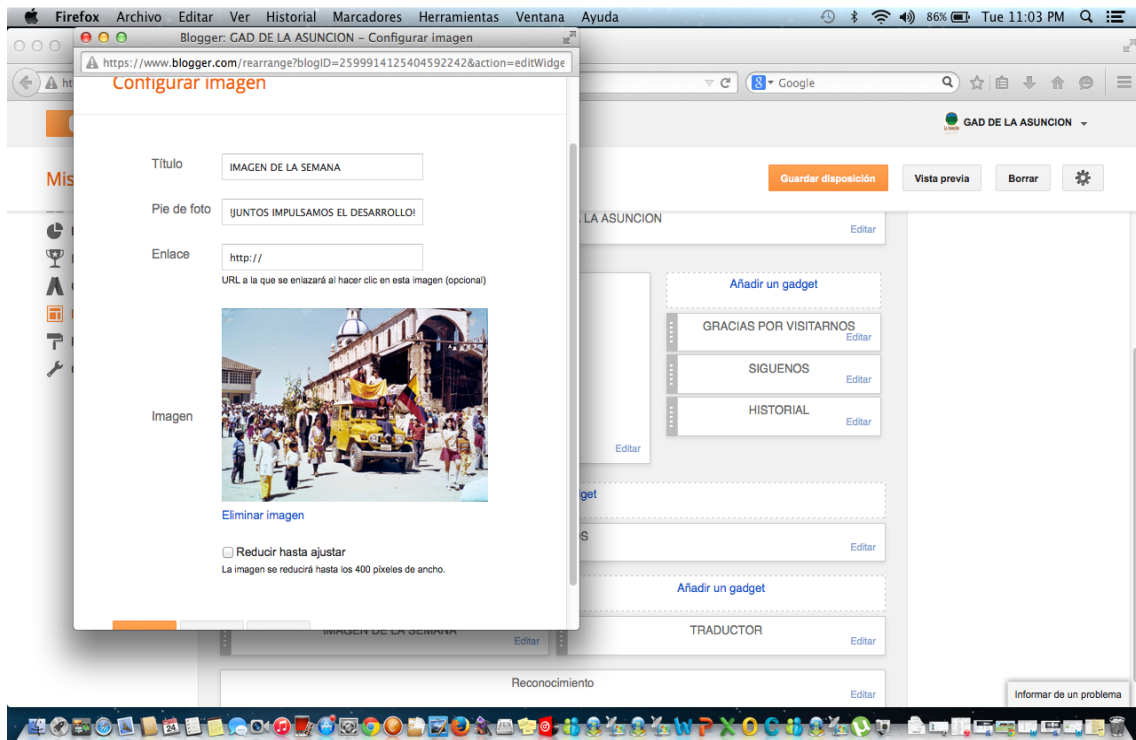 Firefox Archivo Editar Ver Historial Marcadores Herramientas Ventana Ayuda 86% Tue 11:03 PM
Blogger: GAD DE LA ASUNCION – Configurar imagen
https://www.blogger.com/rearrange?blogID=2599914125404592242&action=editWidge
Google
Configurar imagen
GAD DE LA ASUNCION
Mis
Guardar disposición
Vista previa
Borrar
Título
IMAGEN DE LA SEMANA
Pie de foto
!JUNTOS IMPULSAMOS EL DESARROLLO!
Enlace
http://
URL a la que se enlazará al hacer clic en esta imagen (opcional)
Imagen
Eliminar imagen
Reducir hasta ajustar
La imagen se reducirá hasta los 400 píxeles de ancho.
LA ASUNCION
Editar
Añadir un gadget
GRACIAS POR VISITARNOS
Editar
SIGUENOS
Editar
HISTORIAL
Editar
Editar
get
S
Editar
Añadir un gadget
IMAGEN DE LA SEMANA
Editar
TRADUCTOR
Editar
Reconocimiento
Editar
Informar de un problema